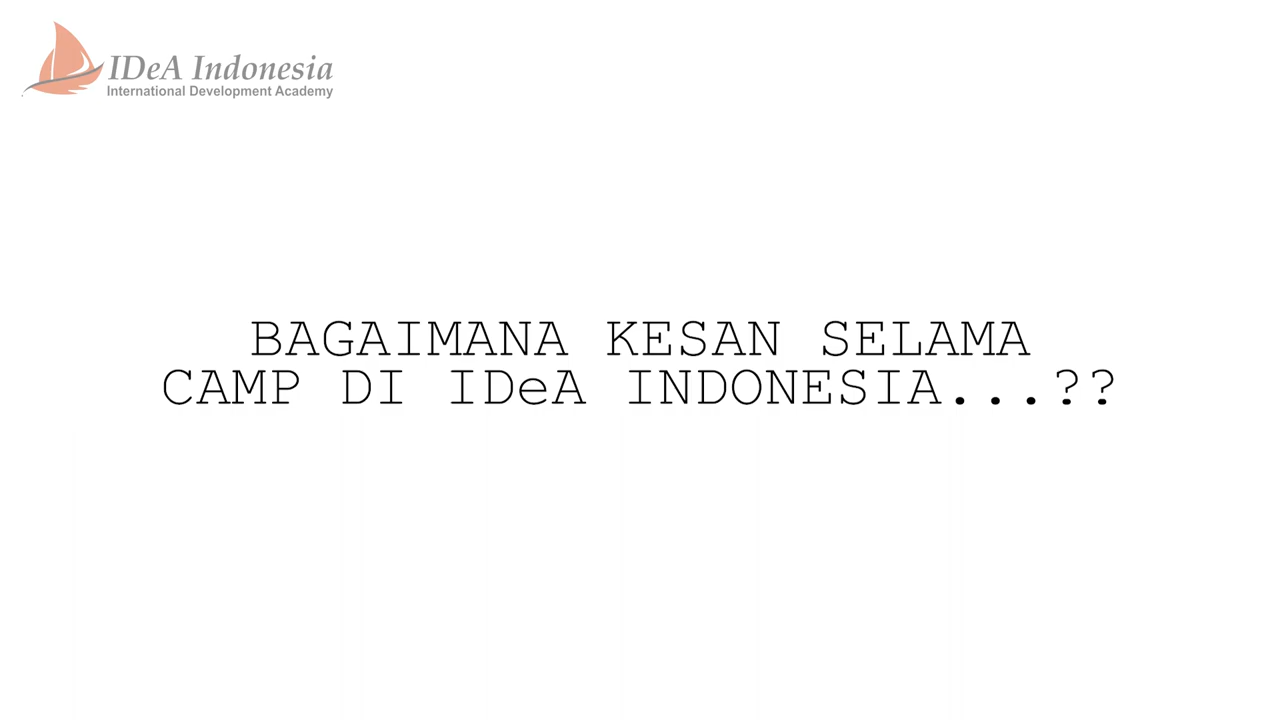 IDeA Indonesia
International Development Academy
BAGAIMANA KESAN SELAMA
CAMP DI IDeA INDONESIA...??